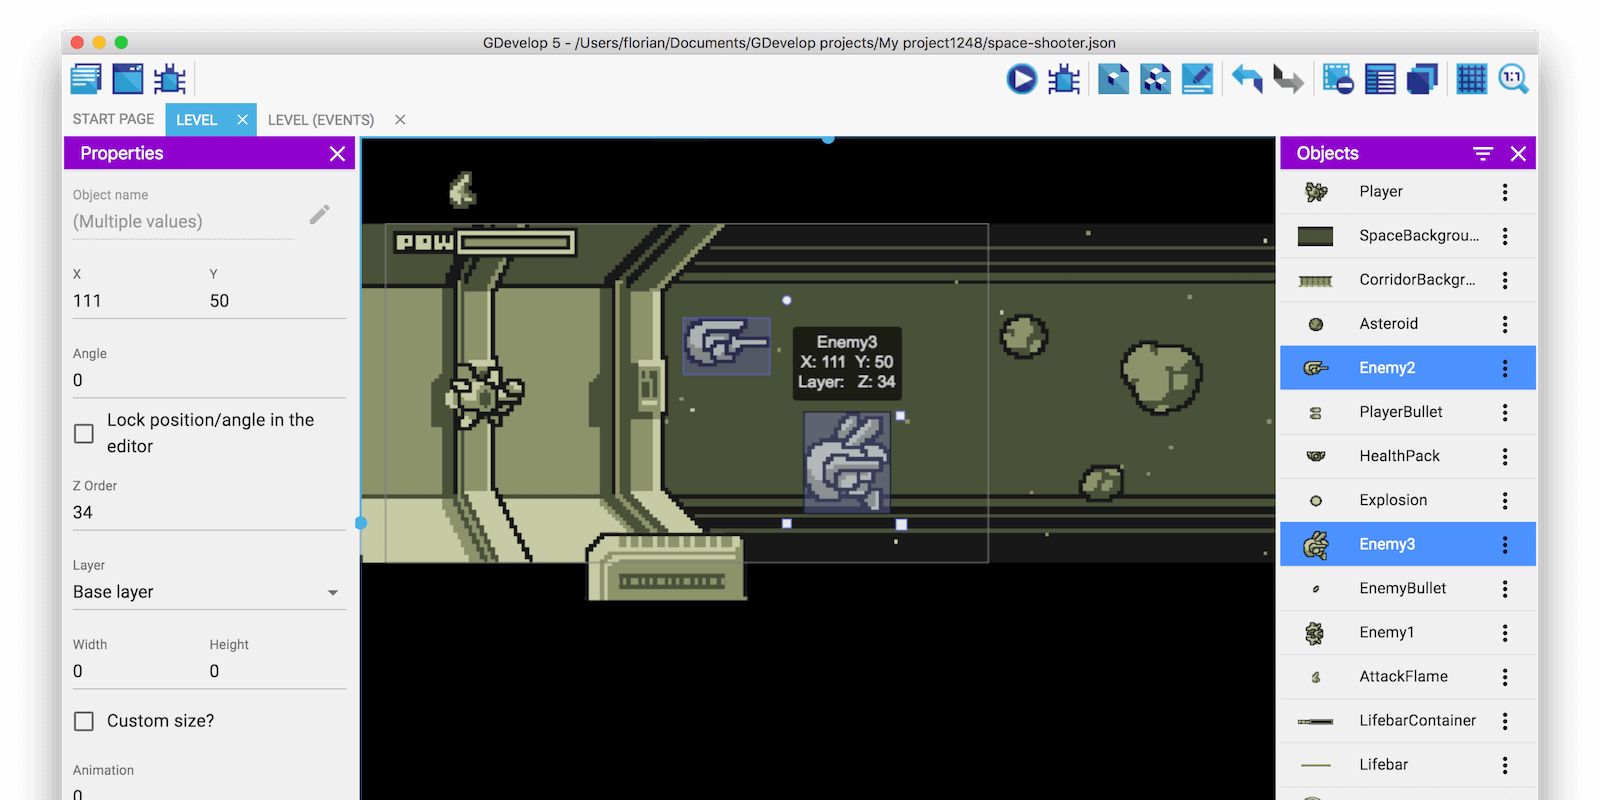 GDevelop 5 - /Users/florian/Documents/GDevelop projects/My project1248/space-shooter.json
1:1
START PAGE
LEVEL
LEVEL (EVENTS)
Properties
Object name
(Multiple values)
X Y
111 50
Angle
0
Lock position/angle in the
editor
Z Order
34
Layer
Base layer
Width Height
0 0
Custom size?
Animation
0
POW
Enemy3
X: 111 Y: 50
Layer: Z: 34
Objects
Player
SpaceBackgrou...
CorridorBackgr...
Asteroid
Enemy2
PlayerBullet
HealthPack
Explosion
Enemy3
EnemyBullet
Enemy1
AttackFlame
LifebarContainer
Lifebar